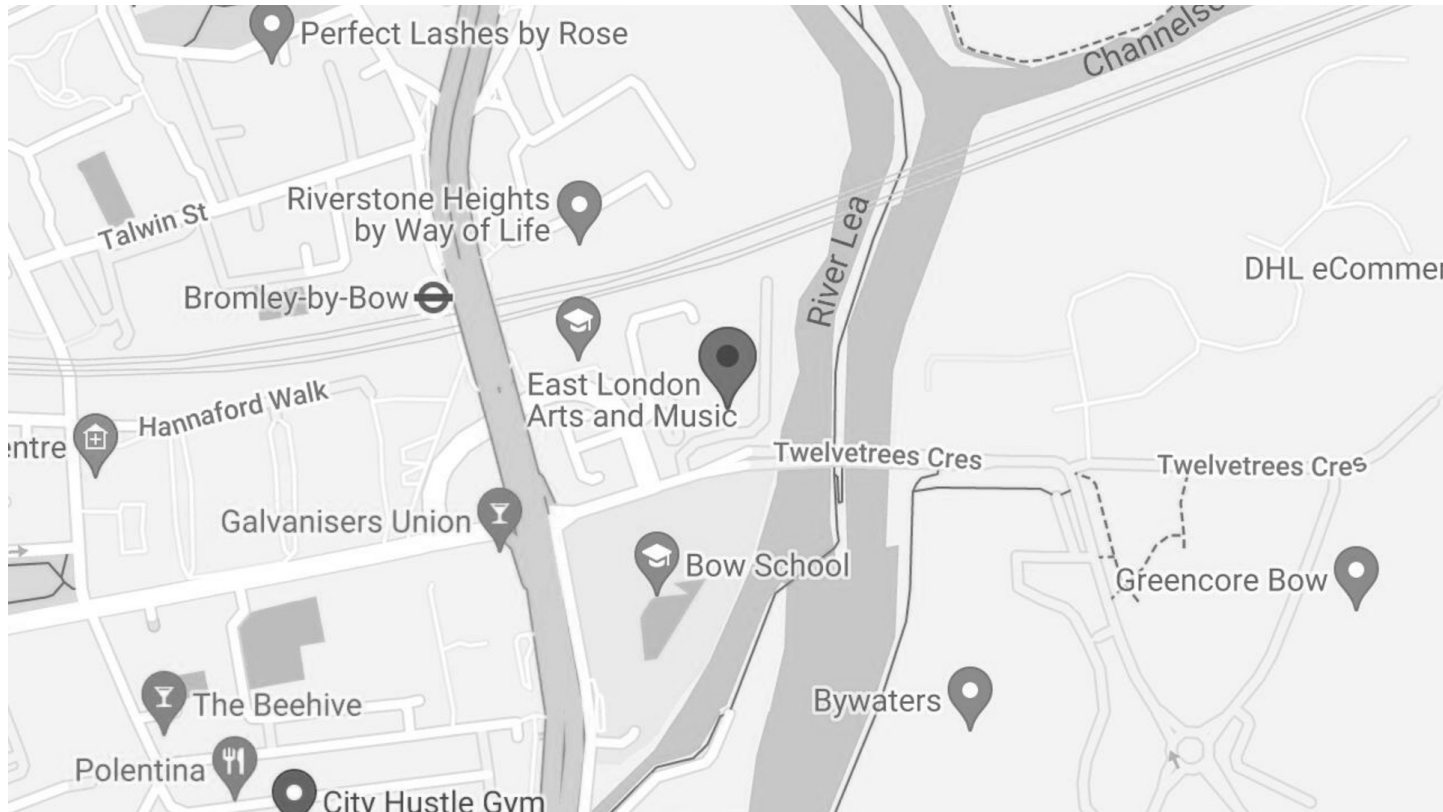 Perfect Lashes by Rose
Channelse
Riverstone Heights
by Way of Life
Talwin St
River Lea
DHL eCommer
Bromley-by-Bow
East London
Arts and Music
Hannaford Walk
entre
Twelvetrees Cres
Twelvetrees Cres
Galvanisers Union
Bow School
Greencore Bow
The Beehive
Bywaters
Polentina
City Hustle Gym